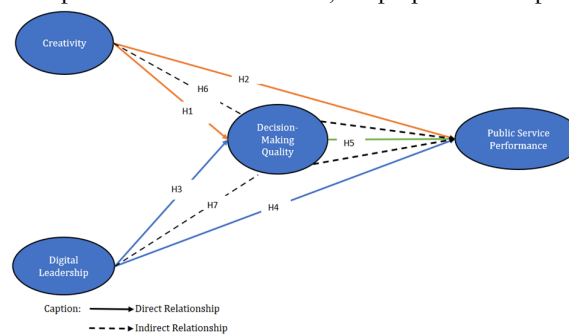 Creativity
H2
H6
H1
Decision-
Making
Quality
H5
Public Service
Performance
H3
H7
H4
Digital
Leadership
Caption:
Direct Relationship
Indirect Relationship